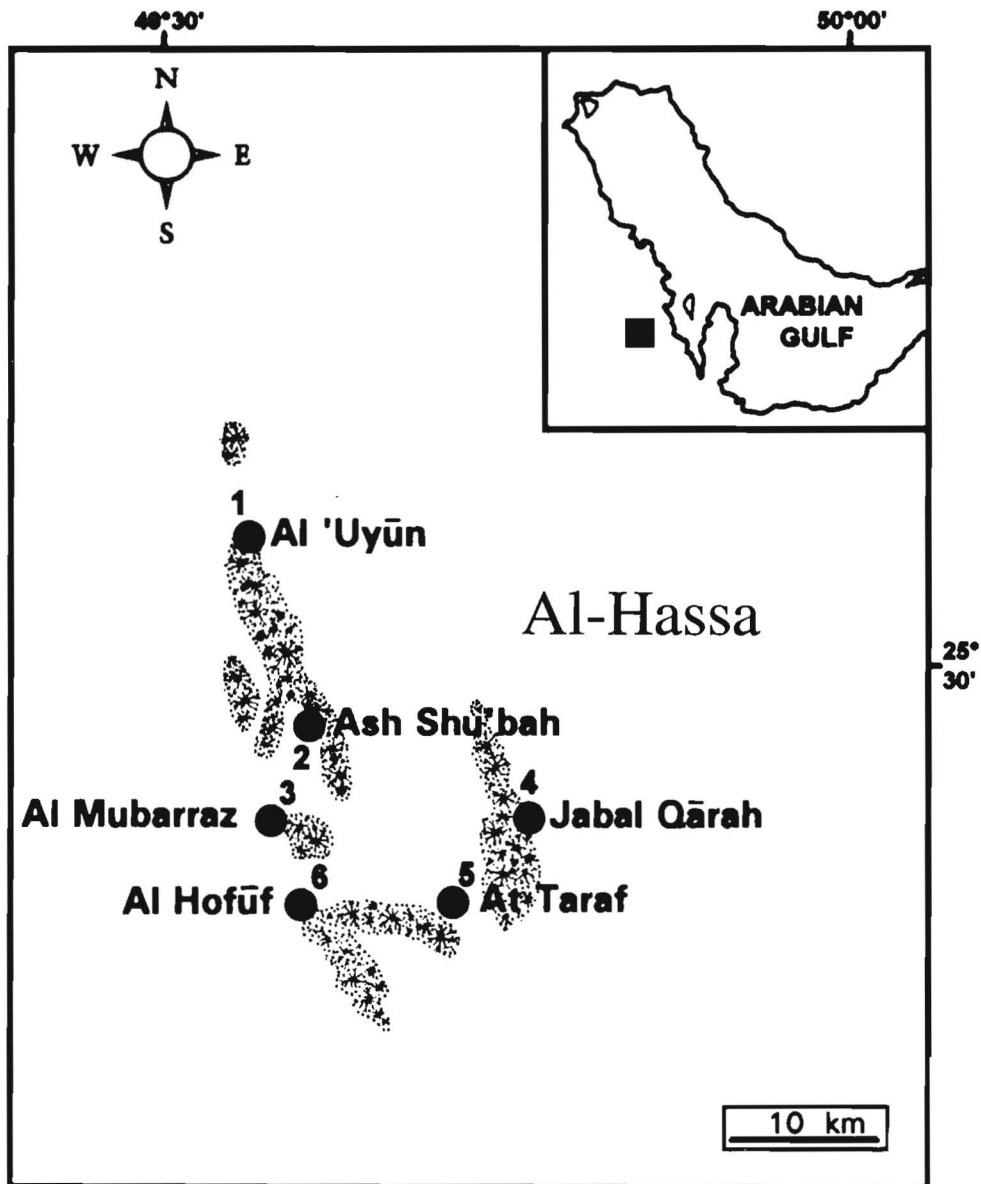 49°30'
50°00'
N
W E
S
ARABIAN
GULF
1
Al 'Uyūn
Al-Hassa
25°
30'
Ash Shu'bah
2
3
4
Al Mubarraz
Jabal Qārah
6
5
Al Hofūf
At Taraf
10 km